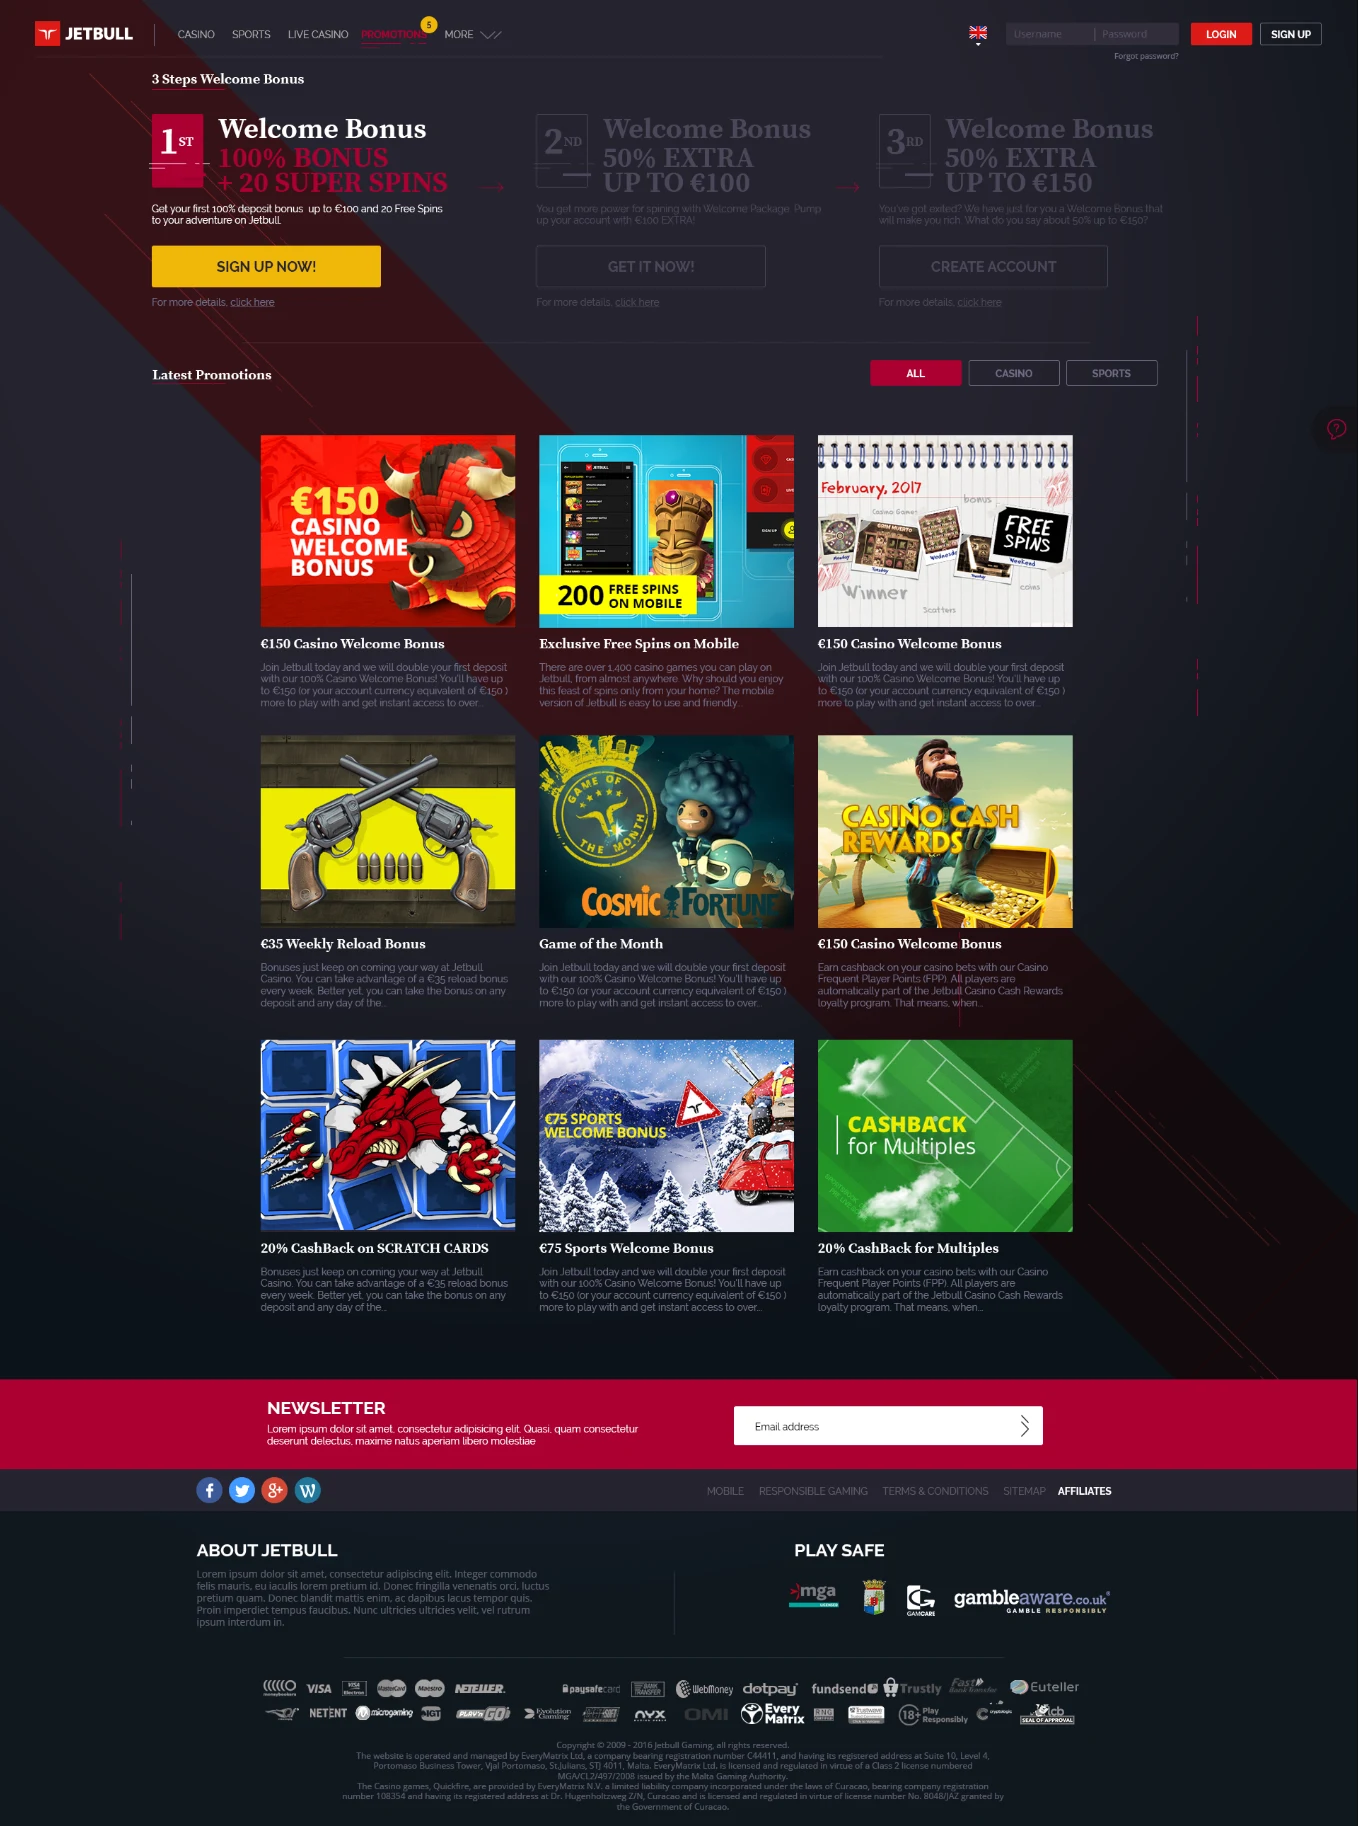 JETBULL
CASINO SPORTS LIVE CASINO PROMOTIONS 5 MORE
Username Password LOGIN SIGN UP
Forgot password?
3 Steps Welcome Bonus
1ST
Welcome Bonus
100% BONUS
+ 20 SUPER SPINS
Get your first 100% deposit bonus up to €100 and 20 Free Spins
to your adventure on Jetbull.
SIGN UP NOW!
For more details, click here
2ND
Welcome Bonus
50% EXTRA
UP TO €100
You get more power for spining with Welcome Package. Pump
up your account with €100 EXTRA!
GET IT NOW!
For more details, click here
3RD
Welcome Bonus
50% EXTRA
UP TO €150
You've got exited? We have just for you a Welcome Bonus that
will make you rich. What do you say about 50% up to €150?
CREATE ACCOUNT
For more details, click here
Latest Promotions
ALL CASINO SPORTS
€150
CASINO
WELCOME
BONUS
€150 Casino Welcome Bonus
Join Jetbull today and we will double your first deposit
with our 100% Casino Welcome Bonus! You'll have up
to €150 (or your account currency equivalent of €150 )
more to play with and get instant access to over...
JETBULL
SIGN UP
200 FREE SPINS
ON MOBILE
Exclusive Free Spins on Mobile
There are over 1,400 casino games you can play on
Jetbull, from almost anywhere. Why should you enjoy
this feast of spins only from your home? The mobile
version of Jetbull is easy to use and friendly...
February, 2017
bonus
Casino Games
FREE
SPINS
Monday
Tuesday
Wednesday
Thursday
Weekend
coins
Winner
Scatters
€150 Casino Welcome Bonus
Join Jetbull today and we will double your first deposit
with our 100% Casino Welcome Bonus! You'll have up
to €150 (or your account currency equivalent of €150 )
more to play with and get instant access to over...
€35 Weekly Reload Bonus
Bonuses just keep on coming your way at Jetbull
Casino. You can take advantage of a €35 reload bonus
every week. Better yet, you can take the bonus on any
deposit and any day of the...
GAME OF
THE MONTH
COSMIC FORTUNE
Game of the Month
Join Jetbull today and we will double your first deposit
with our 100% Casino Welcome Bonus! You'll have up
to €150 (or your account currency equivalent of €150 )
more to play with and get instant access to over...
CASINO CASH
REWARDS
€150 Casino Welcome Bonus
Earn cashback on your casino bets with our Casino
Frequent Player Points (FPP). All players are
automatically part of the Jetbull Casino Cash Rewards
loyalty program. That means, when...
20% CashBack on SCRATCH CARDS
Bonuses just keep on coming your way at Jetbull
Casino. You can take advantage of a €35 reload bonus
every week. Better yet, you can take the bonus on any
deposit and any day of the...
€75 SPORTS
WELCOME BONUS
€75 Sports Welcome Bonus
Join Jetbull today and we will double your first deposit
with our 100% Casino Welcome Bonus! You'll have up
to €150 (or your account currency equivalent of €150 )
more to play with and get instant access to over...
CASHBACK
for Multiples
20% CashBack for Multiples
Earn cashback on your casino bets with our Casino
Frequent Player Points (FPP). All players are
automatically part of the Jetbull Casino Cash Rewards
loyalty program. That means, when...
NEWSLETTER
Lorem ipsum dolor sit amet, consectetur adipisicing elit. Quasi, quam consectetur
deserunt delectus, maxime natus aperiam libero molestiae
Email address
MOBILE RESPONSIBLE GAMING TERMS & CONDITIONS SITEMAP AFFILIATES
ABOUT JETBULL
Lorem ipsum dolor sit amet, consectetur adipiscing elit. Integer commodo
felis mauris, eu iaculis lorem pretium id. Donec fringilla venenatis orci, luctus
pretium quam. Donec blandit mattis enim, ac dapibus lacus tempor quis.
Proin imperdiet tempus faucibus. Nunc ultricies ultricies velit, vel rutrum
ipsum interdum in.
PLAY SAFE
mga
GAMCARE
gambleaware.co.uk
GAMBLE RESPONSIBLY
moneybookers VISA VISA Electron MasterCard Maestro NETELLER paysafecard BANK TRANSFER WebMoney dotpay fundsend Trustly Fast Bank Transfer Euteller
NETENT microgaming IGT PLAY'n GO Evolution Gaming NYX OMI Every Matrix RNG Trustwave 18+ Play Responsibly lcb SEAL OF APPROVAL
Copyright © 2009 - 2016 Jetbull Gaming, all rights reserved.
The website is operated and managed by EveryMatrix Ltd, a company bearing registration number C44411, and having its registered address at Suite 10, Level 4,
Portomaso Business Tower, Vjal Portomaso, St.Julians, STJ 4011, Malta. EveryMatrix Ltd. is licensed and regulated in virtue of a Class 2 license numbered
MGA/CL2/497/2008 issued by the Malta Gaming Authority.
The Casino games, Quickfire, are provided by EveryMatrix N.V. a limited liability company incorporated under the laws of Curacao, bearing company registration
number 108354 and having its registered address at Dr. Hugenholtzweg Z/N, Curacao and is licensed and regulated in virtue of license number No. 8048/JAZ granted by
the Government of Curacao.